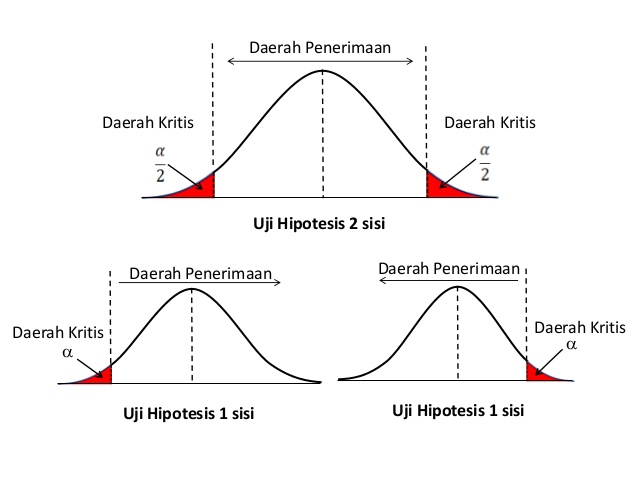 Daerah Penerimaan
Daerah Kritis
α
2
Daerah Kritis
α
2
Uji Hipotesis 2 sisi
Daerah Penerimaan
Daerah Kritis
α
Uji Hipotesis 1 sisi
Daerah Penerimaan
Daerah Kritis
α
Uji Hipotesis 1 sisi